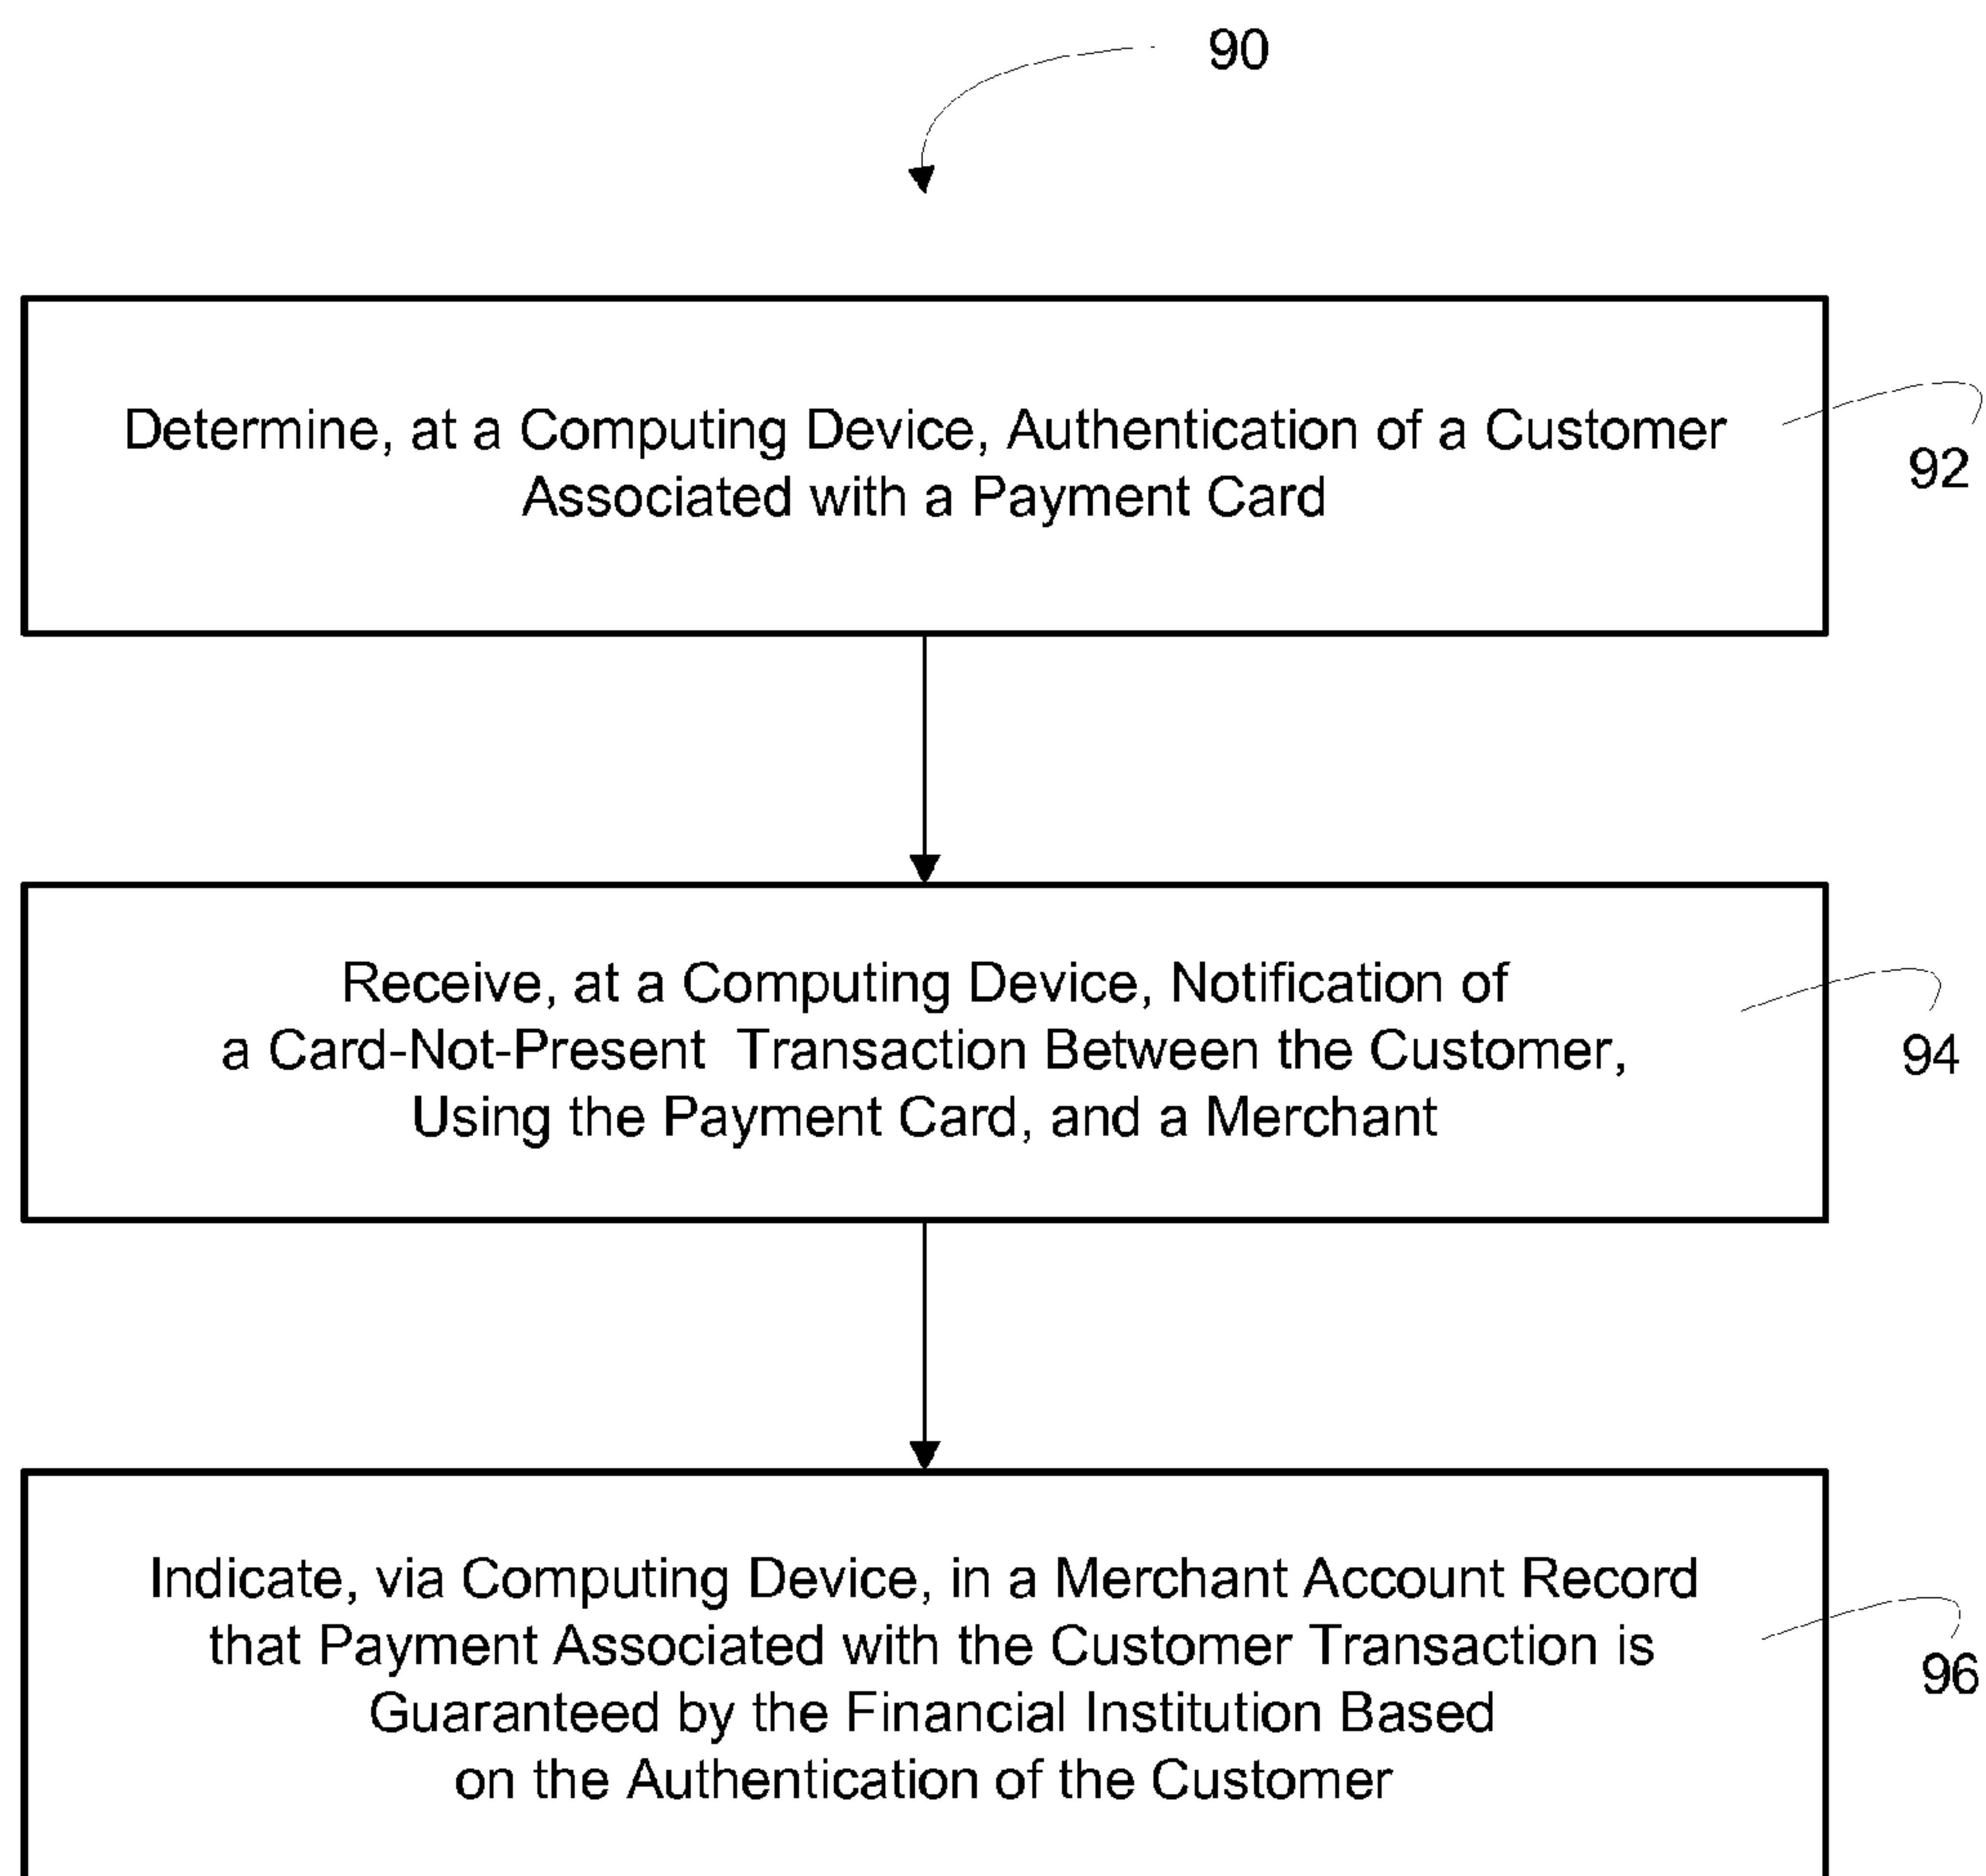 90
Determine, at a Computing Device, Authentication of a Customer
Associated with a Payment Card
92
Receive, at a Computing Device, Notification of
a Card-Not-Present Transaction Between the Customer,
Using the Payment Card, and a Merchant
94
Indicate, via Computing Device, in a Merchant Account Record
that Payment Associated with the Customer Transaction is
Guaranteed by the Financial Institution Based
on the Authentication of the Customer
96